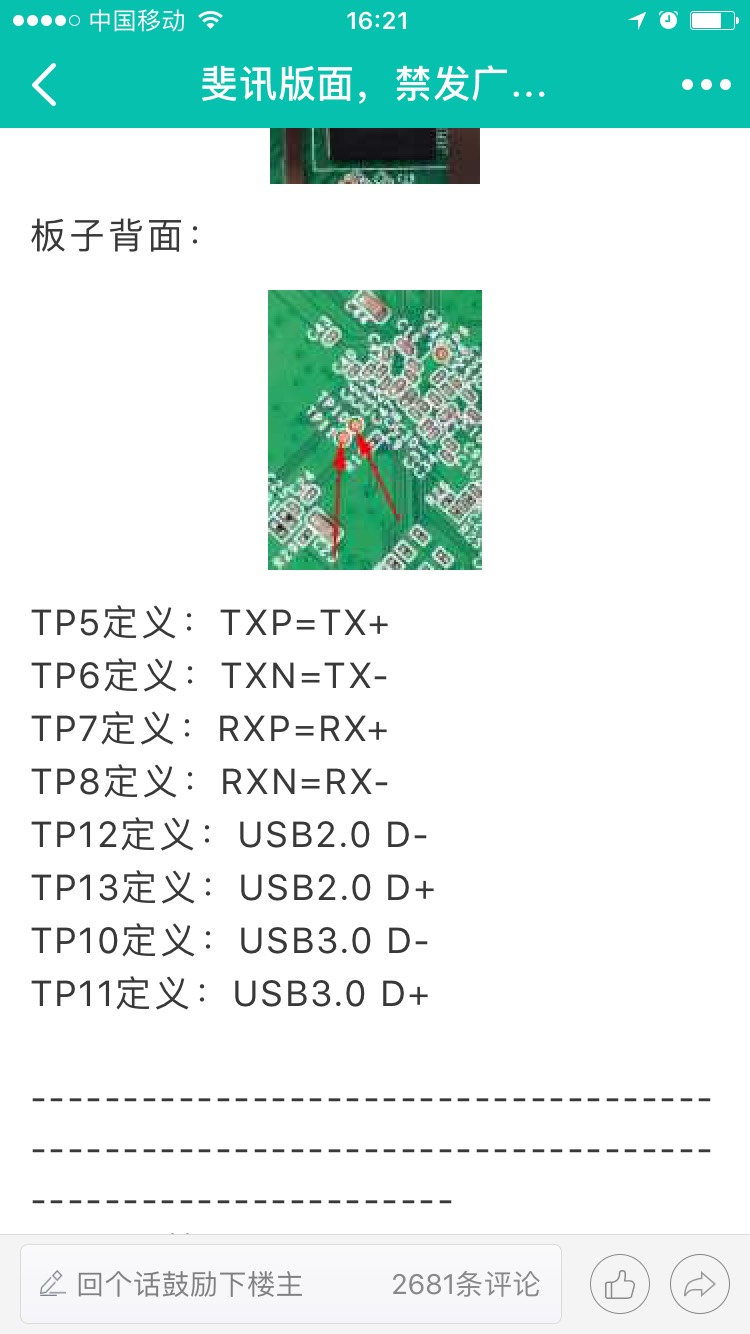 中国移动
16:21
斐讯版面，禁发广...
板子背面：
TP5定义：TXP=TX+
TP6定义：TXN=TX-
TP7定义：RXP=RX+
TP8定义：RXN=RX-
TP12定义：USB2.0 D-
TP13定义：USB2.0 D+
TP10定义：USB3.0 D-
TP11定义：USB3.0 D+
--------------------------------------
--------------------------------------
------------------------
回个话鼓励下楼主
2681条评论